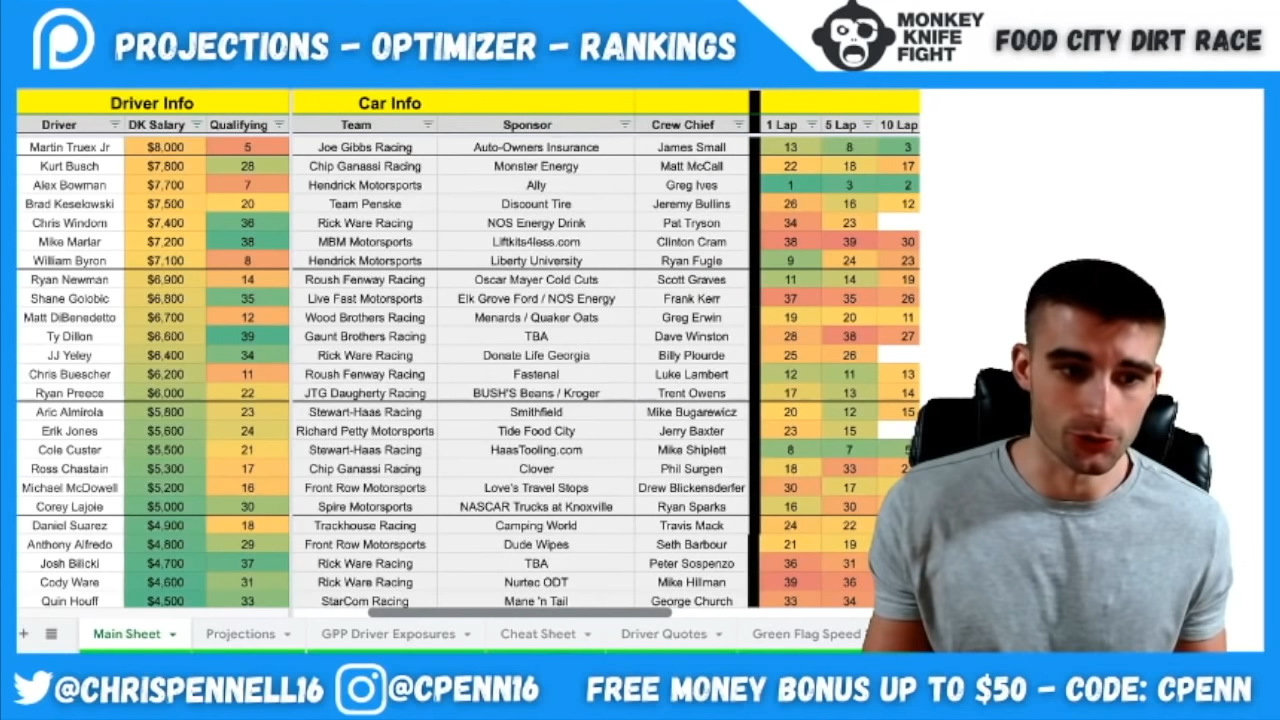 PROJECTIONS - OPTIMIZER - RANKINGS
MONKEY KNIFE FIGHT
FOOD CITY DIRT RACE
Driver Info Car Info
Driver DK Salary Qualifying Team Sponsor Crew Chief 1 Lap 5 Lap 10 Lap
Martin Truex Jr $8,000 5 Joe Gibbs Racing Auto-Owners Insurance James Small 13 8 3
Kurt Busch $7,800 28 Chip Ganassi Racing Monster Energy Matt McCall 22 18 17
Alex Bowman $7,700 7 Hendrick Motorsports Ally Greg Ives 1 3 2
Brad Keselowski $7,500 20 Team Penske Discount Tire Jeremy Bullins 26 16 12
Chris Windom $7,400 36 Rick Ware Racing NOS Energy Drink Pat Tryson 34 23
Mike Marlar $7,200 38 MBM Motorsports Liftkits4less.com Clinton Cram 38 39 30
William Byron $7,100 8 Hendrick Motorsports Liberty University Ryan Fugle 9 24 23
Ryan Newman $6,900 14 Roush Fenway Racing Oscar Mayer Cold Cuts Scott Graves 11 14 19
Shane Golobic $6,800 35 Live Fast Motorsports Elk Grove Ford / NOS Energy Frank Kerr 37 35 26
Matt DiBenedetto $6,700 12 Wood Brothers Racing Menards / Quaker Oats Greg Erwin 19 20 11
Ty Dillon $6,600 39 Gaunt Brothers Racing TBA Dave Winston 28 38 27
JJ Yeley $6,400 34 Rick Ware Racing Donate Life Georgia Billy Plourde 25 26
Chris Buescher $6,200 11 Roush Fenway Racing Fastenal Luke Lambert 12 11 13
Ryan Preece $6,000 22 JTG Daugherty Racing BUSH'S Beans / Kroger Trent Owens 17 13 14
Aric Almirola $5,800 23 Stewart-Haas Racing Smithfield Mike Bugarewicz 20 12 15
Erik Jones $5,600 24 Richard Petty Motorsports Tide Food City Jerry Baxter 23 15
Cole Custer $5,500 21 Stewart-Haas Racing HaasTooling.com Mike Shiplett 8 7
Ross Chastain $5,300 17 Chip Ganassi Racing Clover Phil Surgen 18 33
Michael McDowell $5,200 16 Front Row Motorsports Love's Travel Stops Drew Blickensderfer 30 17
Corey Lajoie $5,000 30 Spire Motorsports NASCAR Trucks at Knoxville Ryan Sparks 16 30
Daniel Suarez $4,900 18 Trackhouse Racing Camping World Travis Mack 24 22
Anthony Alfredo $4,800 29 Front Row Motorsports Dude Wipes Seth Barbour 21 19
Josh Bilicki $4,700 37 Rick Ware Racing TBA Peter Sospenzo 36 31
Cody Ware $4,600 31 Rick Ware Racing Nurtec ODT Mike Hillman 39 36
Quin Houff $4,500 33 StarCom Racing Mane 'n Tail George Church 33 34
Main Sheet Projections GPP Driver Exposures Cheat Sheet Driver Quotes Green Flag Speed
@CHRISPENNELL16 @CPENN16 FREE MONEY BONUS UP TO $50 - CODE: CPENN